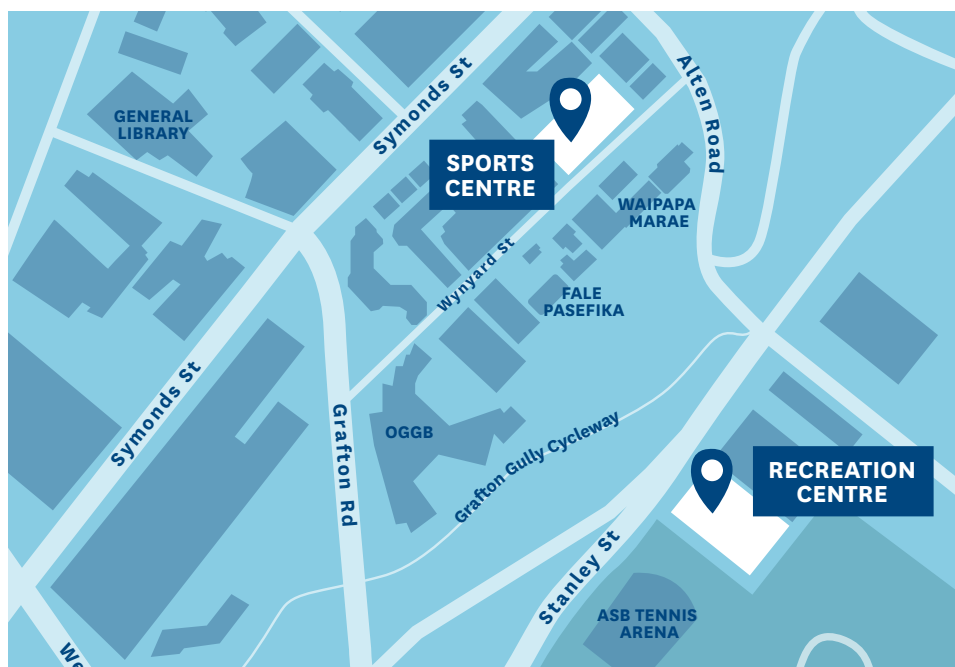 GENERAL
LIBRARY
Symonds St
Alten Road
SPORTS
CENTRE
WAIPAPA
MARAE
Wynyard St
FALE
PASEFIKA
Symonds St
Grafton Rd
OGGB
Grafton Gully Cycleway
RECREATION
CENTRE
Stanley St
ASB TENNIS
ARENA
We